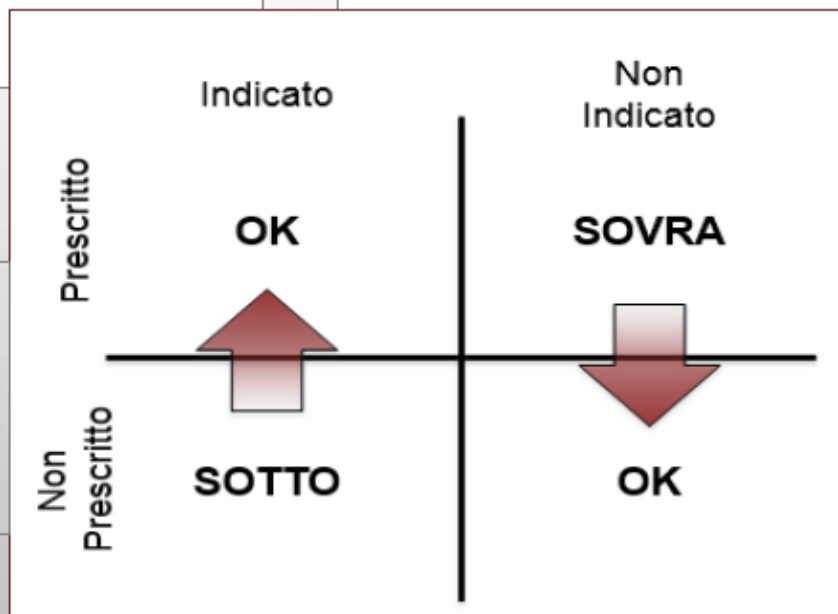 Indicato
Non
Indicato
Prescritto
OK
SOVRA
Non
Prescritto
SOTTO
OK